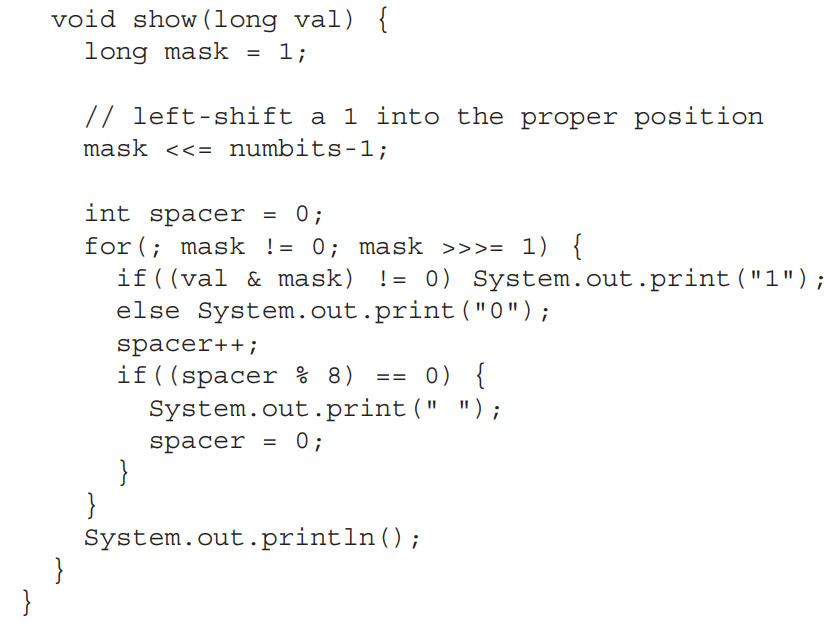 void show(long val) {
long mask = 1;
// left-shift a 1 into the proper position
mask <<= numbits-1;
int spacer = 0;
for(; mask != 0; mask >>>= 1) {
if((val & mask) != 0) System.out.print("1");
else System.out.print("0");
spacer++;
if((spacer % 8) == 0) {
System.out.print(" ");
spacer = 0;
}
}
System.out.println();
}
}